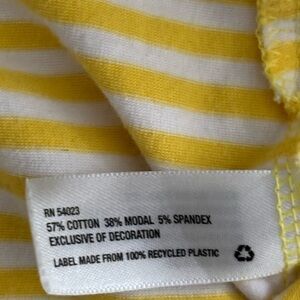 RN 54023
57% COTTON 38% MODAL 5% SPANDEX
EXCLUSIVE OF DECORATION
LABEL MADE FROM 100% RECYCLED PLASTIC